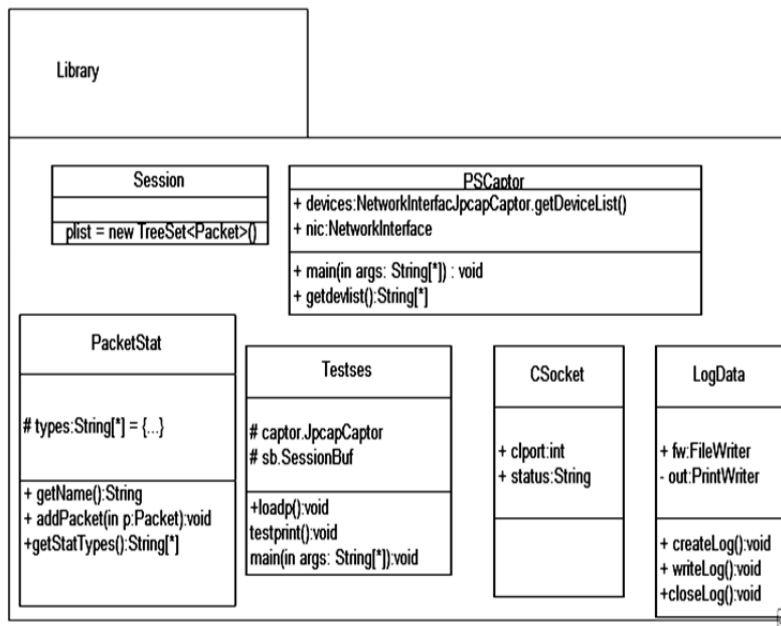 Library
Session
plist = new TreeSet<Packet>()
PSCaptor
+ devices:NetworkInterfacJpcapCaptor.getDeviceList()
+ nic:NetworkInterface
+ main(in args: String[*]) : void
+ getdevlist():String[*]
PacketStat
# types:String[*] = {...}
+ getName():String
+ addPacket(in p:Packet):void
+getStatTypes():String[*]
Testses
# captor.JpcapCaptor
# sb.SessionBuf
+loadp():void
testprint():void
main(in args: String[*]):void
CSocket
+ clport:int
+ status:String
LogData
+ fw:FileWriter
- out:PrintWriter
+ createLog():void
+ writeLog():void
+closeLog():void